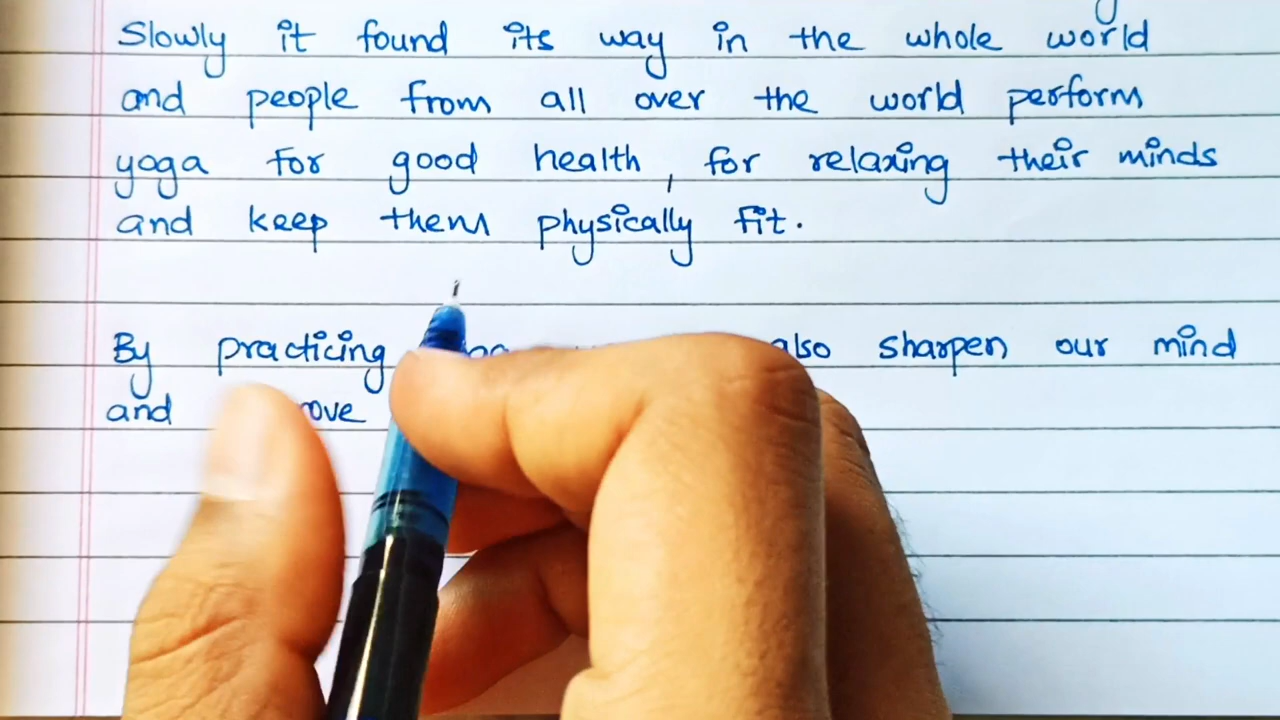 Slowly it found its way in the whole world
and people from all over the world perform
yoga for good health, for relaxing their minds
and keep them physically fit.
By practicing also sharpen our mind
and